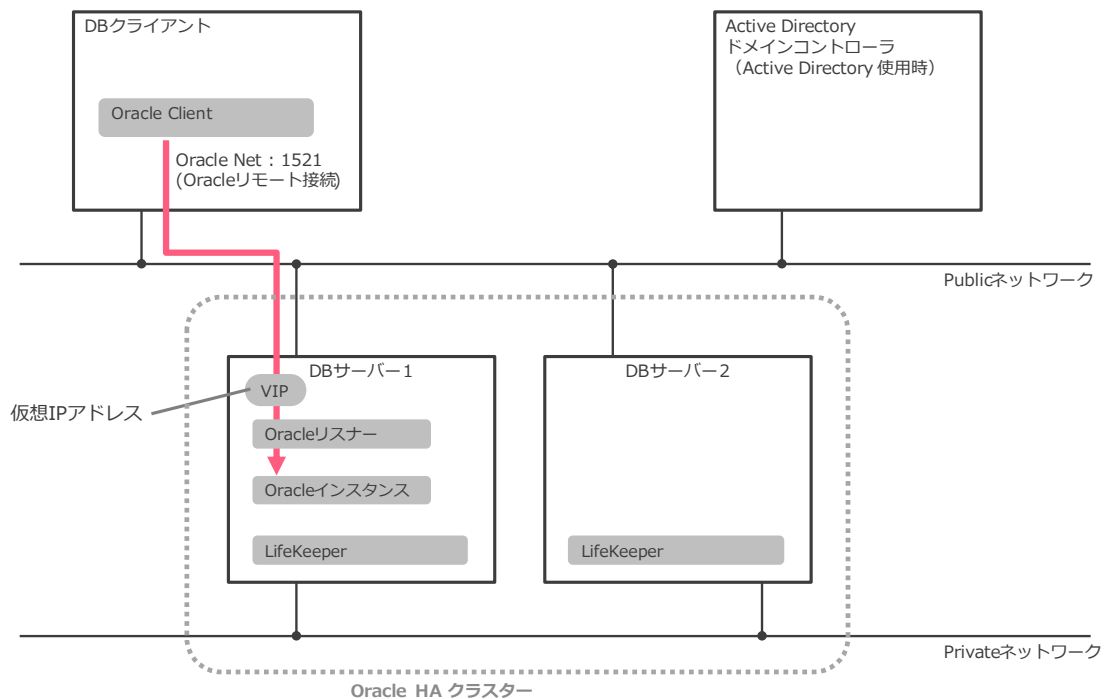 DBクライアント
Oracle Client
Oracle Net：1521
(Oracleリモート接続)
Active Directory
ドメインコントローラ
（Active Directory 使用時）
Publicネットワーク
DBサーバー1
VIP
仮想IPアドレス
Oracleリスナー
Oracleインスタンス
LifeKeeper
DBサーバー2
LifeKeeper
Privateネットワーク
Oracle HA クラスター